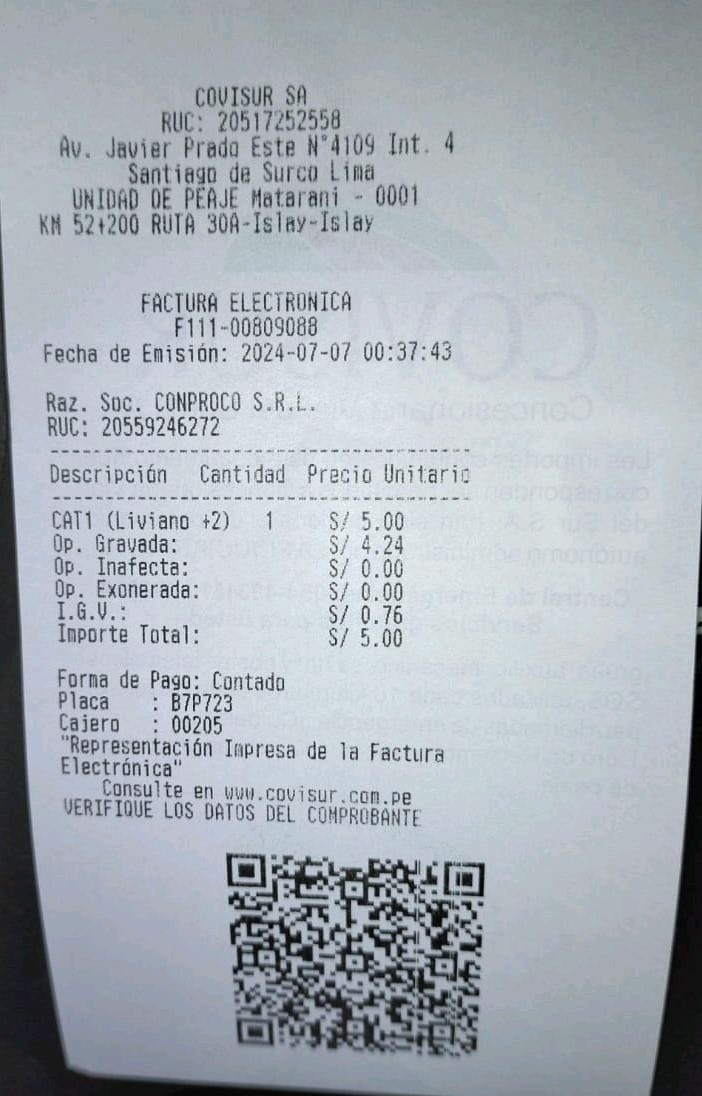 COVISUR SA
RUC: 20517252558
Av. Javier Prado Este N°4109 Int. 4
Santiago de Surco Lima
UNIDAD DE PEAJE Matarani - 0001
KM 52+200 RUTA 30A-Islay-Islay
FACTURA ELECTRONICA
F111-00809088
Fecha de Emisión: 2024-07-07 00:37:43
Raz. Soc. CONPROCO S.R.L.
RUC: 20559246272
Descripción Cantidad Precio Unitario
CAT1 (Liviano +2) 1 S/ 5.00
Op. Gravada: S/ 4.24
Op. Inafecta: S/ 0.00
Op. Exonerada: S/ 0.00
I.G.V.: S/ 0.76
Importe Total: S/ 5.00
Forma de Pago: Contado
Placa : B7P723
Cajero : 00205
"Representación Impresa de la Factura
Electrónica"
Consulte en www.covisur.com.pe
VERIFIQUE LOS DATOS DEL COMPROBANTE